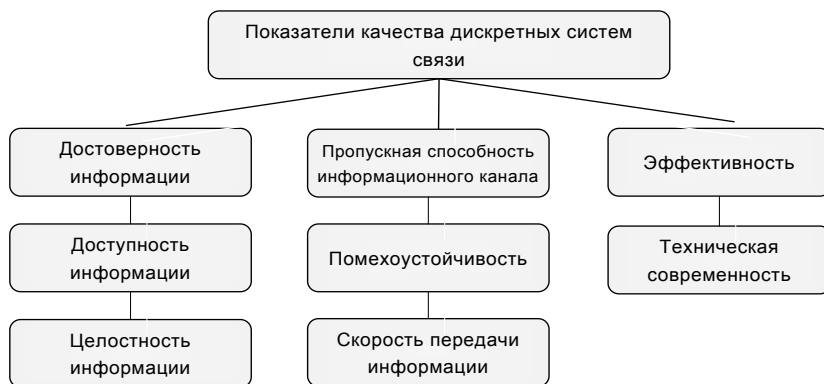 Показатели качества дискретных систем
связи
Достоверность
информации
Пропускная способность
информационного канала
Эффективность
Доступность
информации
Помехоустойчивость
Техническая
современность
Целостность
информации
Скорость передачи
информации